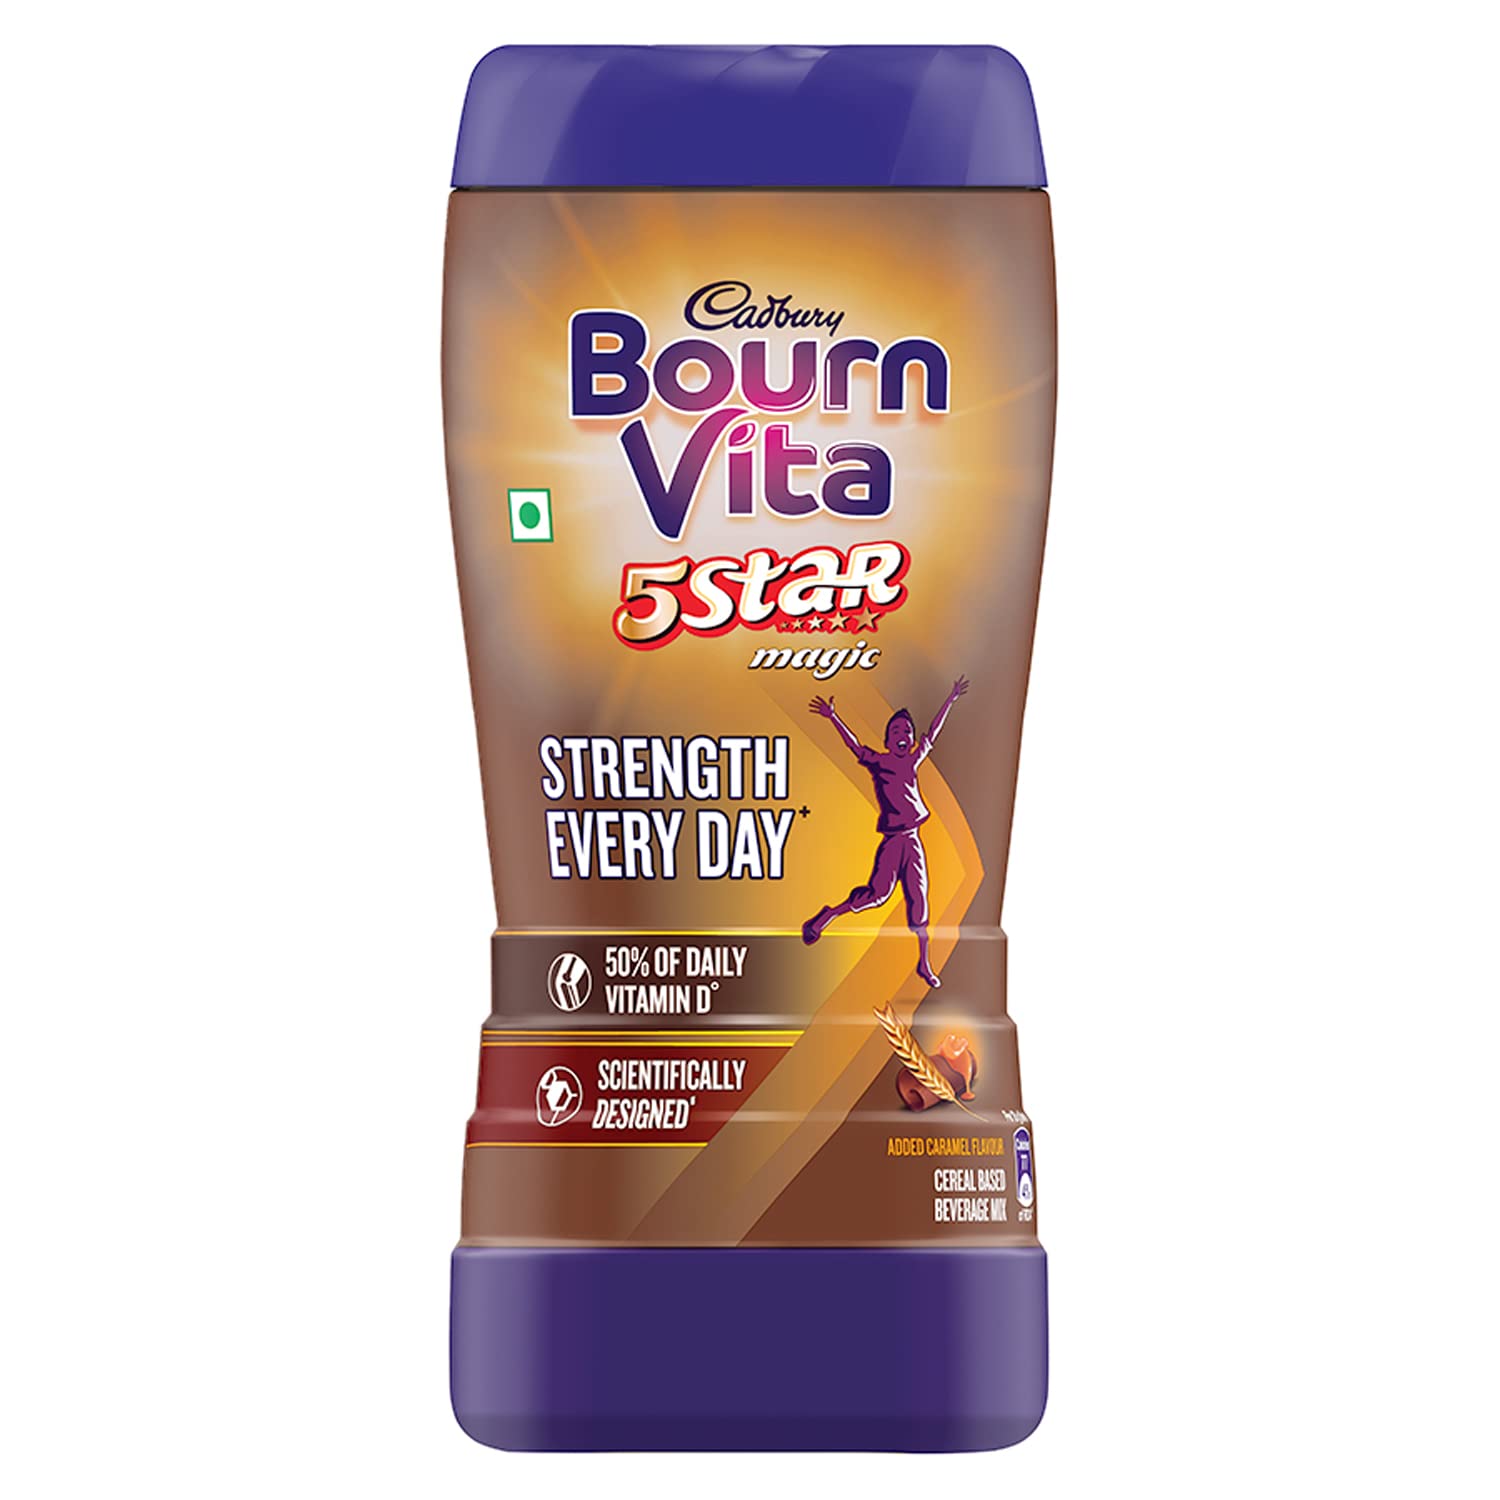 Cadbury
Bourn
Vita
5Star
magic
STRENGTH
EVERY DAY+
50% OF DAILY
VITAMIN D°
SCIENTIFICALLY
DESIGNED
ADDED CARAMEL FLAVOUR
CEREAL BASED
BEVERAGE MIX